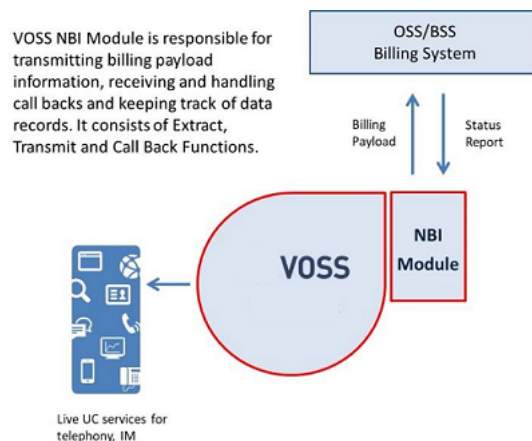 VOSS NBI Module is responsible for
transmitting billing payload
information, receiving and handling
call backs and keeping track of data
records. It consists of Extract,
Transmit and Call Back Functions.
OSS/BSS
Billing System
Billing
Payload
Status
Report
VOSS
NBI
Module
Live UC services for
telephony, IM